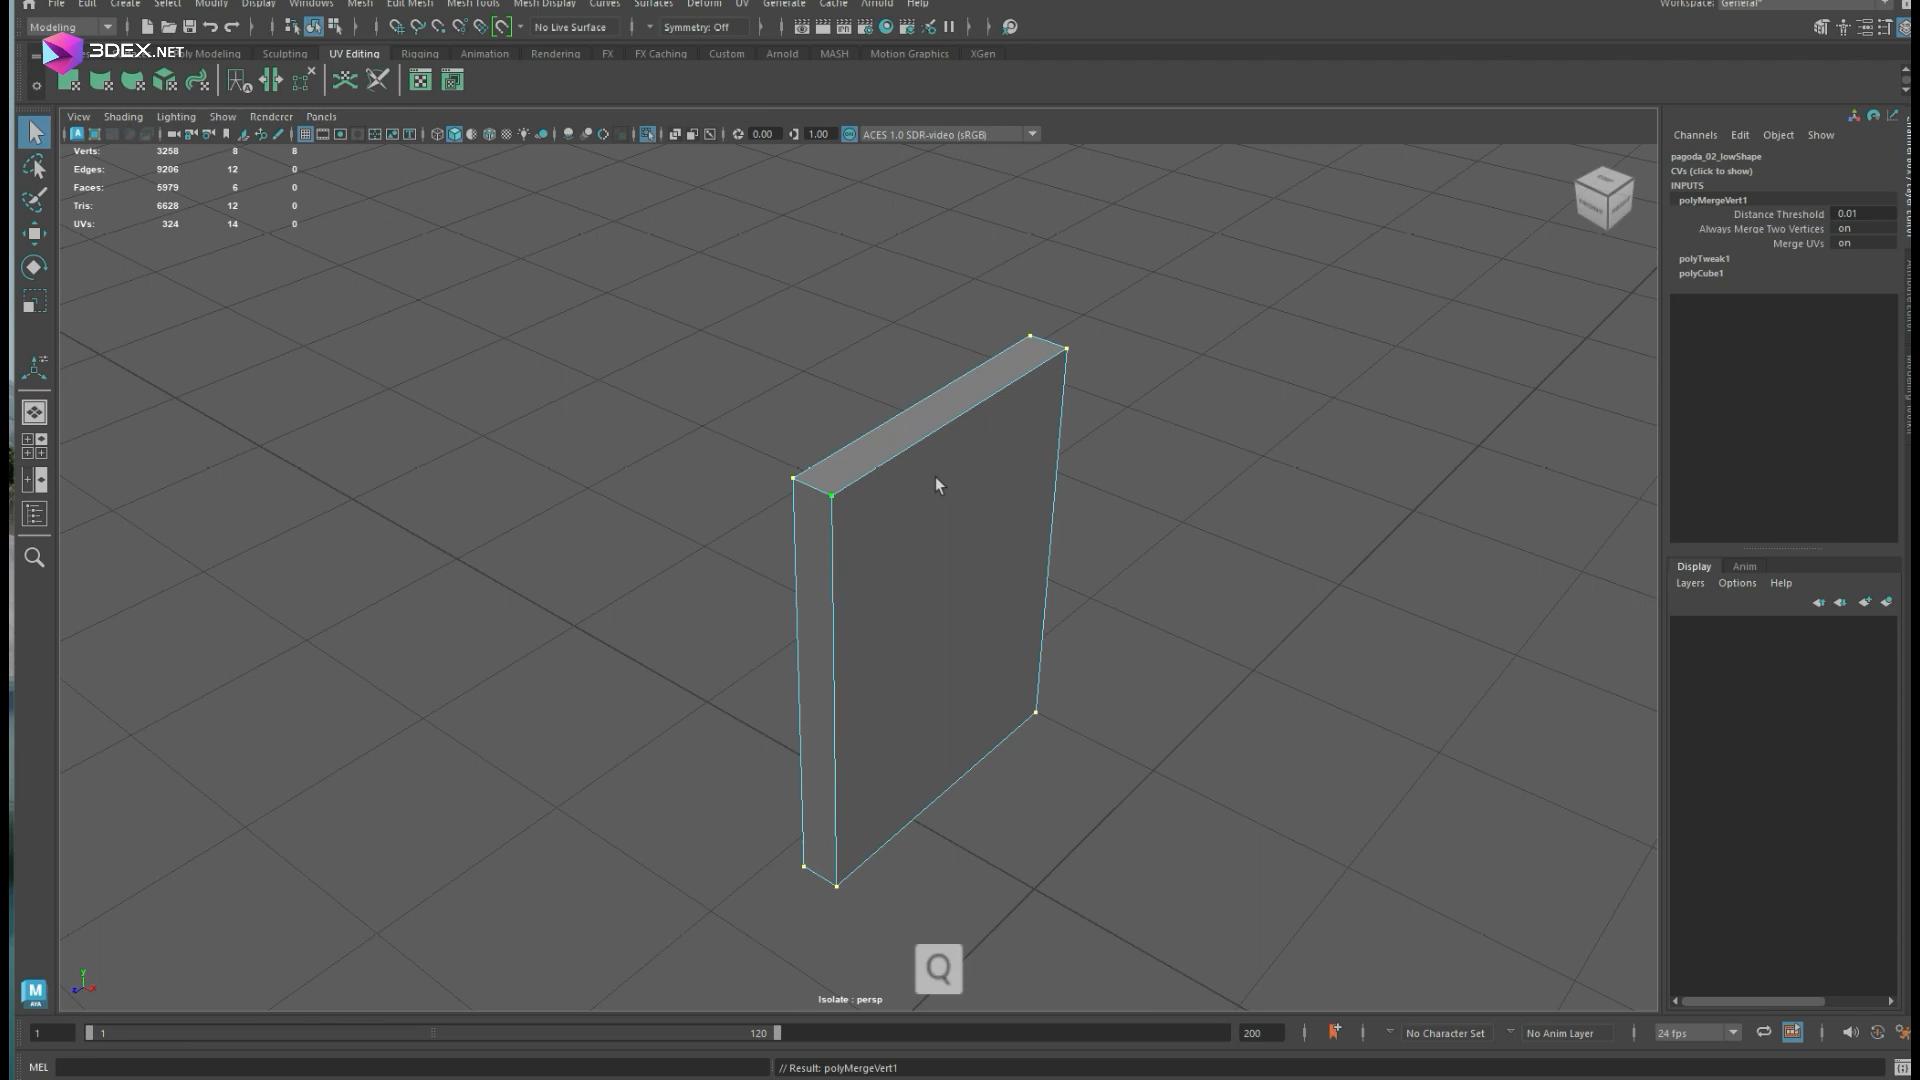 File Edit Create Select Modify Display Windows Mesh Edit Mesh Mesh Tools Mesh Display Curves Surfaces Deform UV Generate Cache Arnold Help
Workspace: General*
Modeling
No Live Surface
Symmetry: Off
3DEX.NET
Poly Modeling Sculpting UV Editing Rigging Animation Rendering FX FX Caching Custom Arnold MASH Motion Graphics XGen
View Shading Lighting Show Renderer Panels
0.00 1.00 ACES 1.0 SDR-video (sRGB)
Verts: 3258 8 8
Edges: 9206 12 0
Faces: 5979 6 0
Tris: 6628 12 0
UVs: 324 14 0
Channels Edit Object Show
pagoda_02_lowShape
CVs (click to show)
INPUTS
polyMergeVert1
Distance Threshold 0.01
Always Merge Two Vertices on
Merge UVs on
polyTweak1
polyCube1
Display Anim
Layers Options Help
Q
Isolate : persp
y
M
AYA
1 1 120 200 No Character Set No Anim Layer 24 fps
MEL // Result: polyMergeVert1